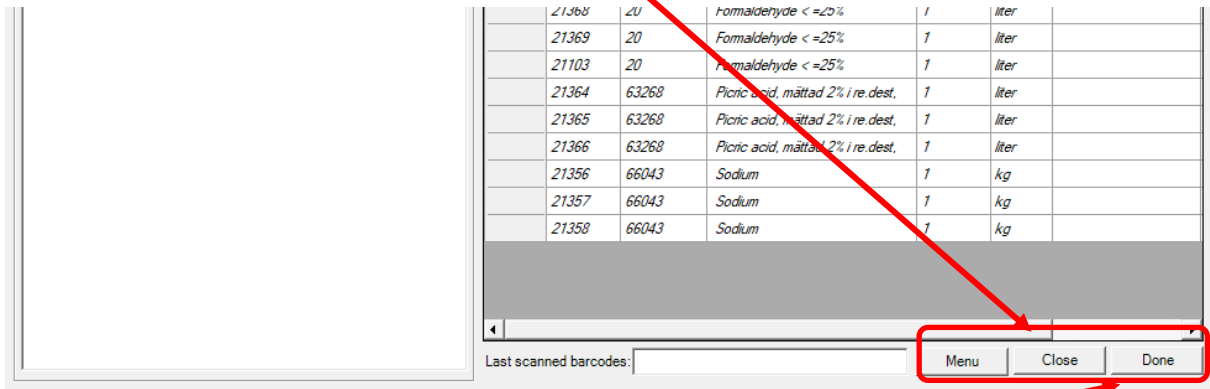 21368 20 Formaldehyde < =25% 1 liter
21369 20 Formaldehyde < =25% 1 liter
21103 20 Formaldehyde < =25% 1 liter
21364 63268 Picric acid, mättad 2% i re.dest, 1 liter
21365 63268 Picric acid, mättad 2% i re.dest, 1 liter
21366 63268 Picric acid, mättad 2% i re.dest, 1 liter
21356 66043 Sodium 1 kg
21357 66043 Sodium 1 kg
21358 66043 Sodium 1 kg
Last scanned barcodes: Menu Close Done